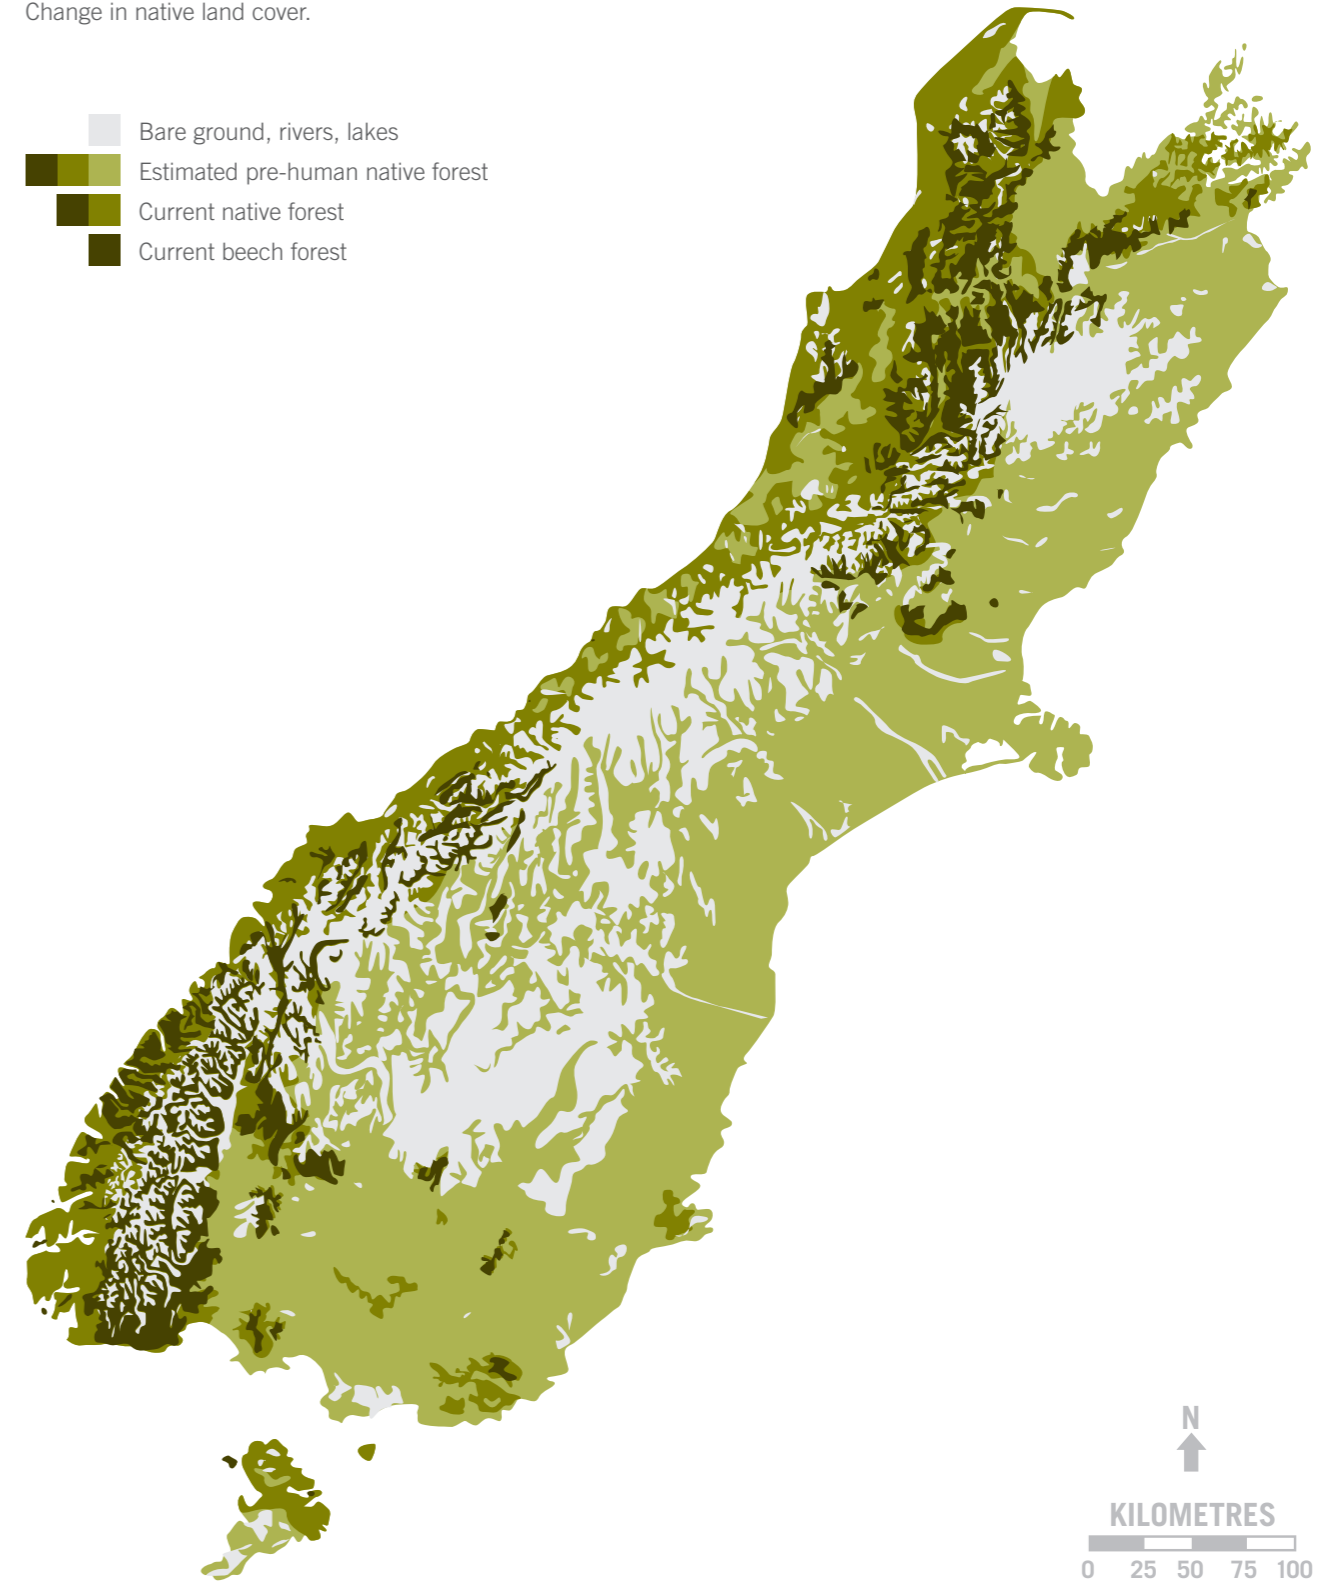 Change in native land cover.
Bare ground, rivers, lakes
Estimated pre-human native forest
Current native forest
Current beech forest
N
KILOMETRES
0 25 50 75 100